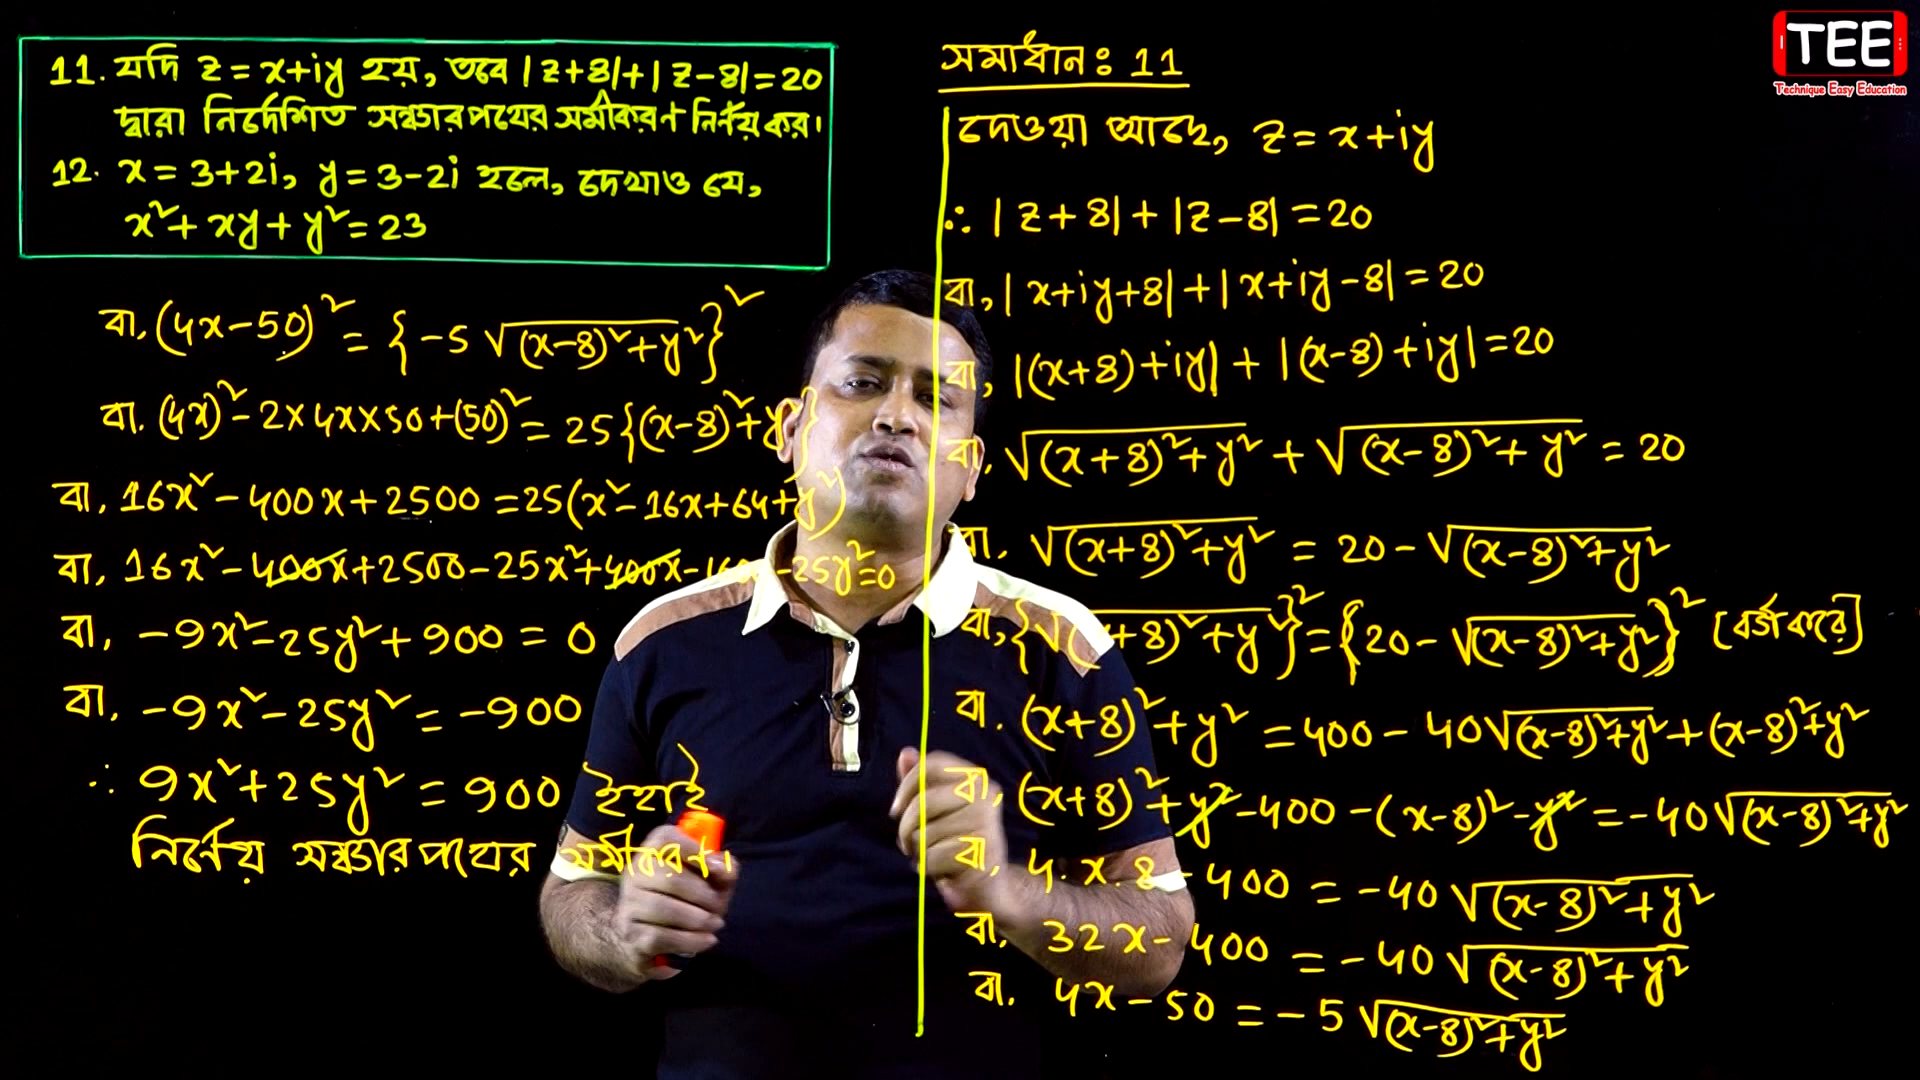 11. যদি z = x+iy হয়, তবে |z+8|+|z-8|=20
দ্বারা নির্দেশিত সঞ্চারপথের সমীকরণ নির্ণয় কর।
12. x = 3+2i, y = 3-2i হলে, দেখাও যে,
x²+ xy + y² = 23
সমাধান: 11
দেওয়া আছে, z = x+iy
∴ |z+8| + |z-8| = 20
বা, |x+iy+8| + |x+iy-8| = 20
বা, |(x+8)+iy| + |(x-8)+iy| = 20
বা, √(x+8)²+y² + √(x-8)²+y² = 20
বা, √(x+8)²+y² = 20 - √(x-8)²+y²
বা, {√(x+8)²+y²}² = {20 - √(x-8)²+y²}² [বর্গ করে]
বা, (x+8)²+y² = 400 - 40√(x-8)²+y² + (x-8)²+y²
বা, (x+8)²+y²-400-(x-8)²-y² = -40√(x-8)²+y²
বা, 4.x.8 - 400 = -40√(x-8)²+y²
বা, 32x - 400 = -40√(x-8)²+y²
বা, 4x - 50 = -5√(x-8)²+y²
বা, (4x-50)² = {-5√(x-8)²+y²}²
বা, (4x)²-2×4x×50+(50)² = 25{(x-8)²+y²}
বা, 16x²-400x+2500 = 25(x²-16x+64+y²)
বা, 16x²-400x+2500-25x²+400x-25y²=0
বা, -9x²-25y²+900 = 0
বা, -9x²-25y² = -900
∴ 9x²+25y² = 900 ইহাই
নির্ণেয় সঞ্চারপথের সমীকরণ।
TEE
Technique Easy Education